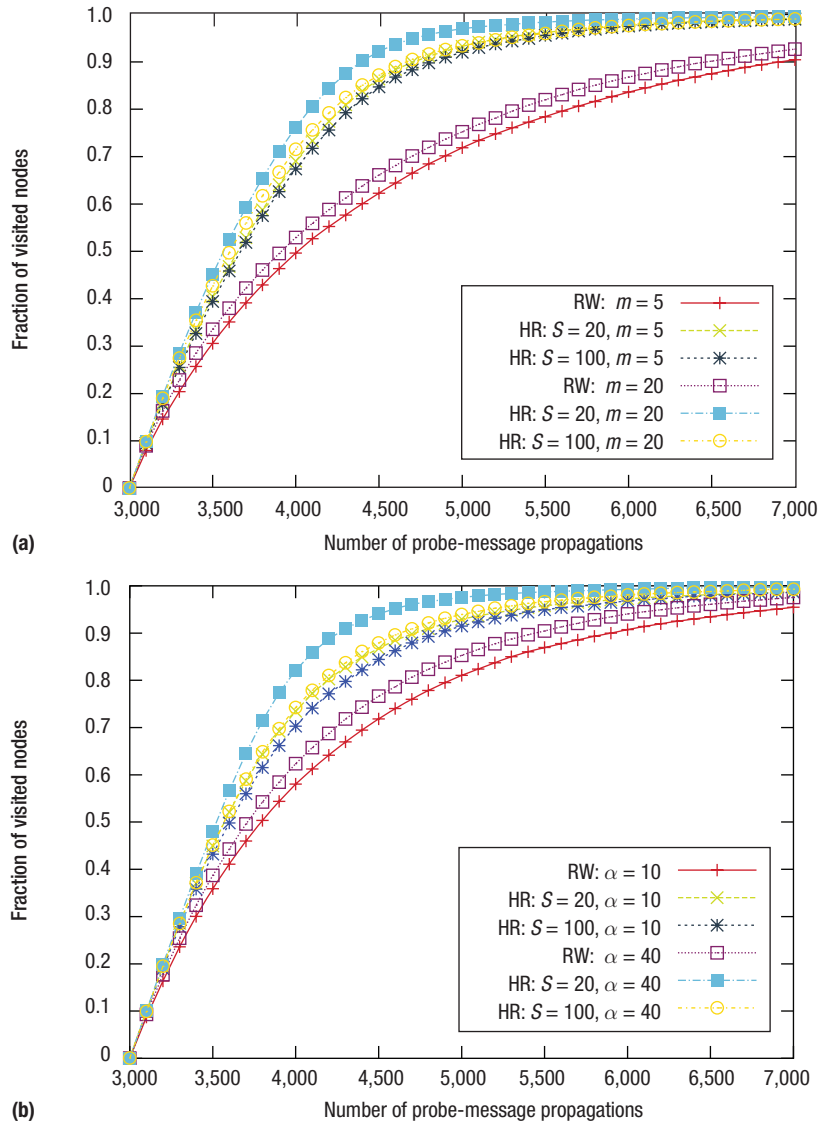 1.0
0.9
0.8
0.7
0.6
0.5
0.4
0.3
0.2
0.1
0
Fraction of visited nodes
RW: m = 5
HR: S = 20, m = 5
HR: S = 100, m = 5
RW: m = 20
HR: S = 20, m = 20
HR: S = 100, m = 20
3,000 3,500 4,000 4,500 5,000 5,500 6,000 6,500 7,000
Number of probe-message propagations
(a)
1.0
0.9
0.8
0.7
0.6
0.5
0.4
0.3
0.2
0.1
0
Fraction of visited nodes
RW: α = 10
HR: S = 20, α = 10
HR: S = 100, α = 10
RW: α = 40
HR: S = 20, α = 40
HR: S = 100, α = 40
3,000 3,500 4,000 4,500 5,000 5,500 6,000 6,500 7,000
Number of probe-message propagations
(b)